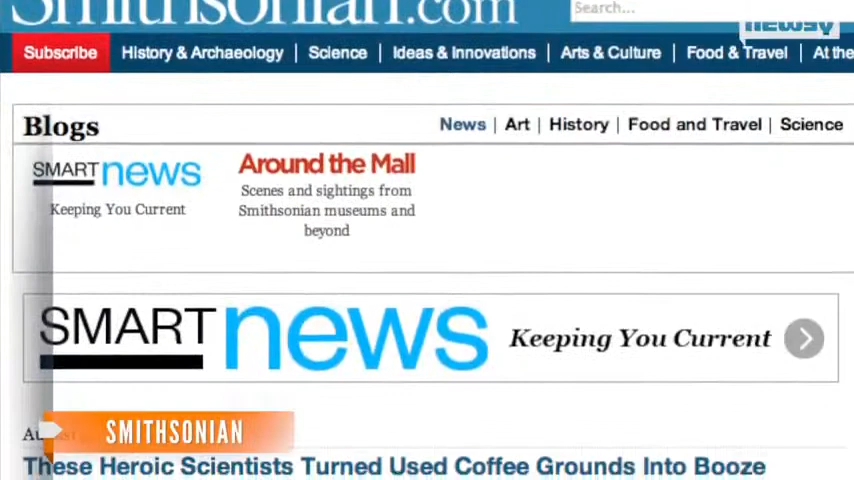 Smithsonian.com
Search...
newsy
Subscribe History & Archaeology | Science | Ideas & Innovations | Arts & Culture | Food & Travel | At the
Blogs
News | Art | History | Food and Travel | Science
SMARTnews
Keeping You Current
Around the Mall
Scenes and sightings from
Smithsonian museums and
beyond
SMARTnews Keeping You Current
SMITHSONIAN
These Heroic Scientists Turned Used Coffee Grounds Into Booze